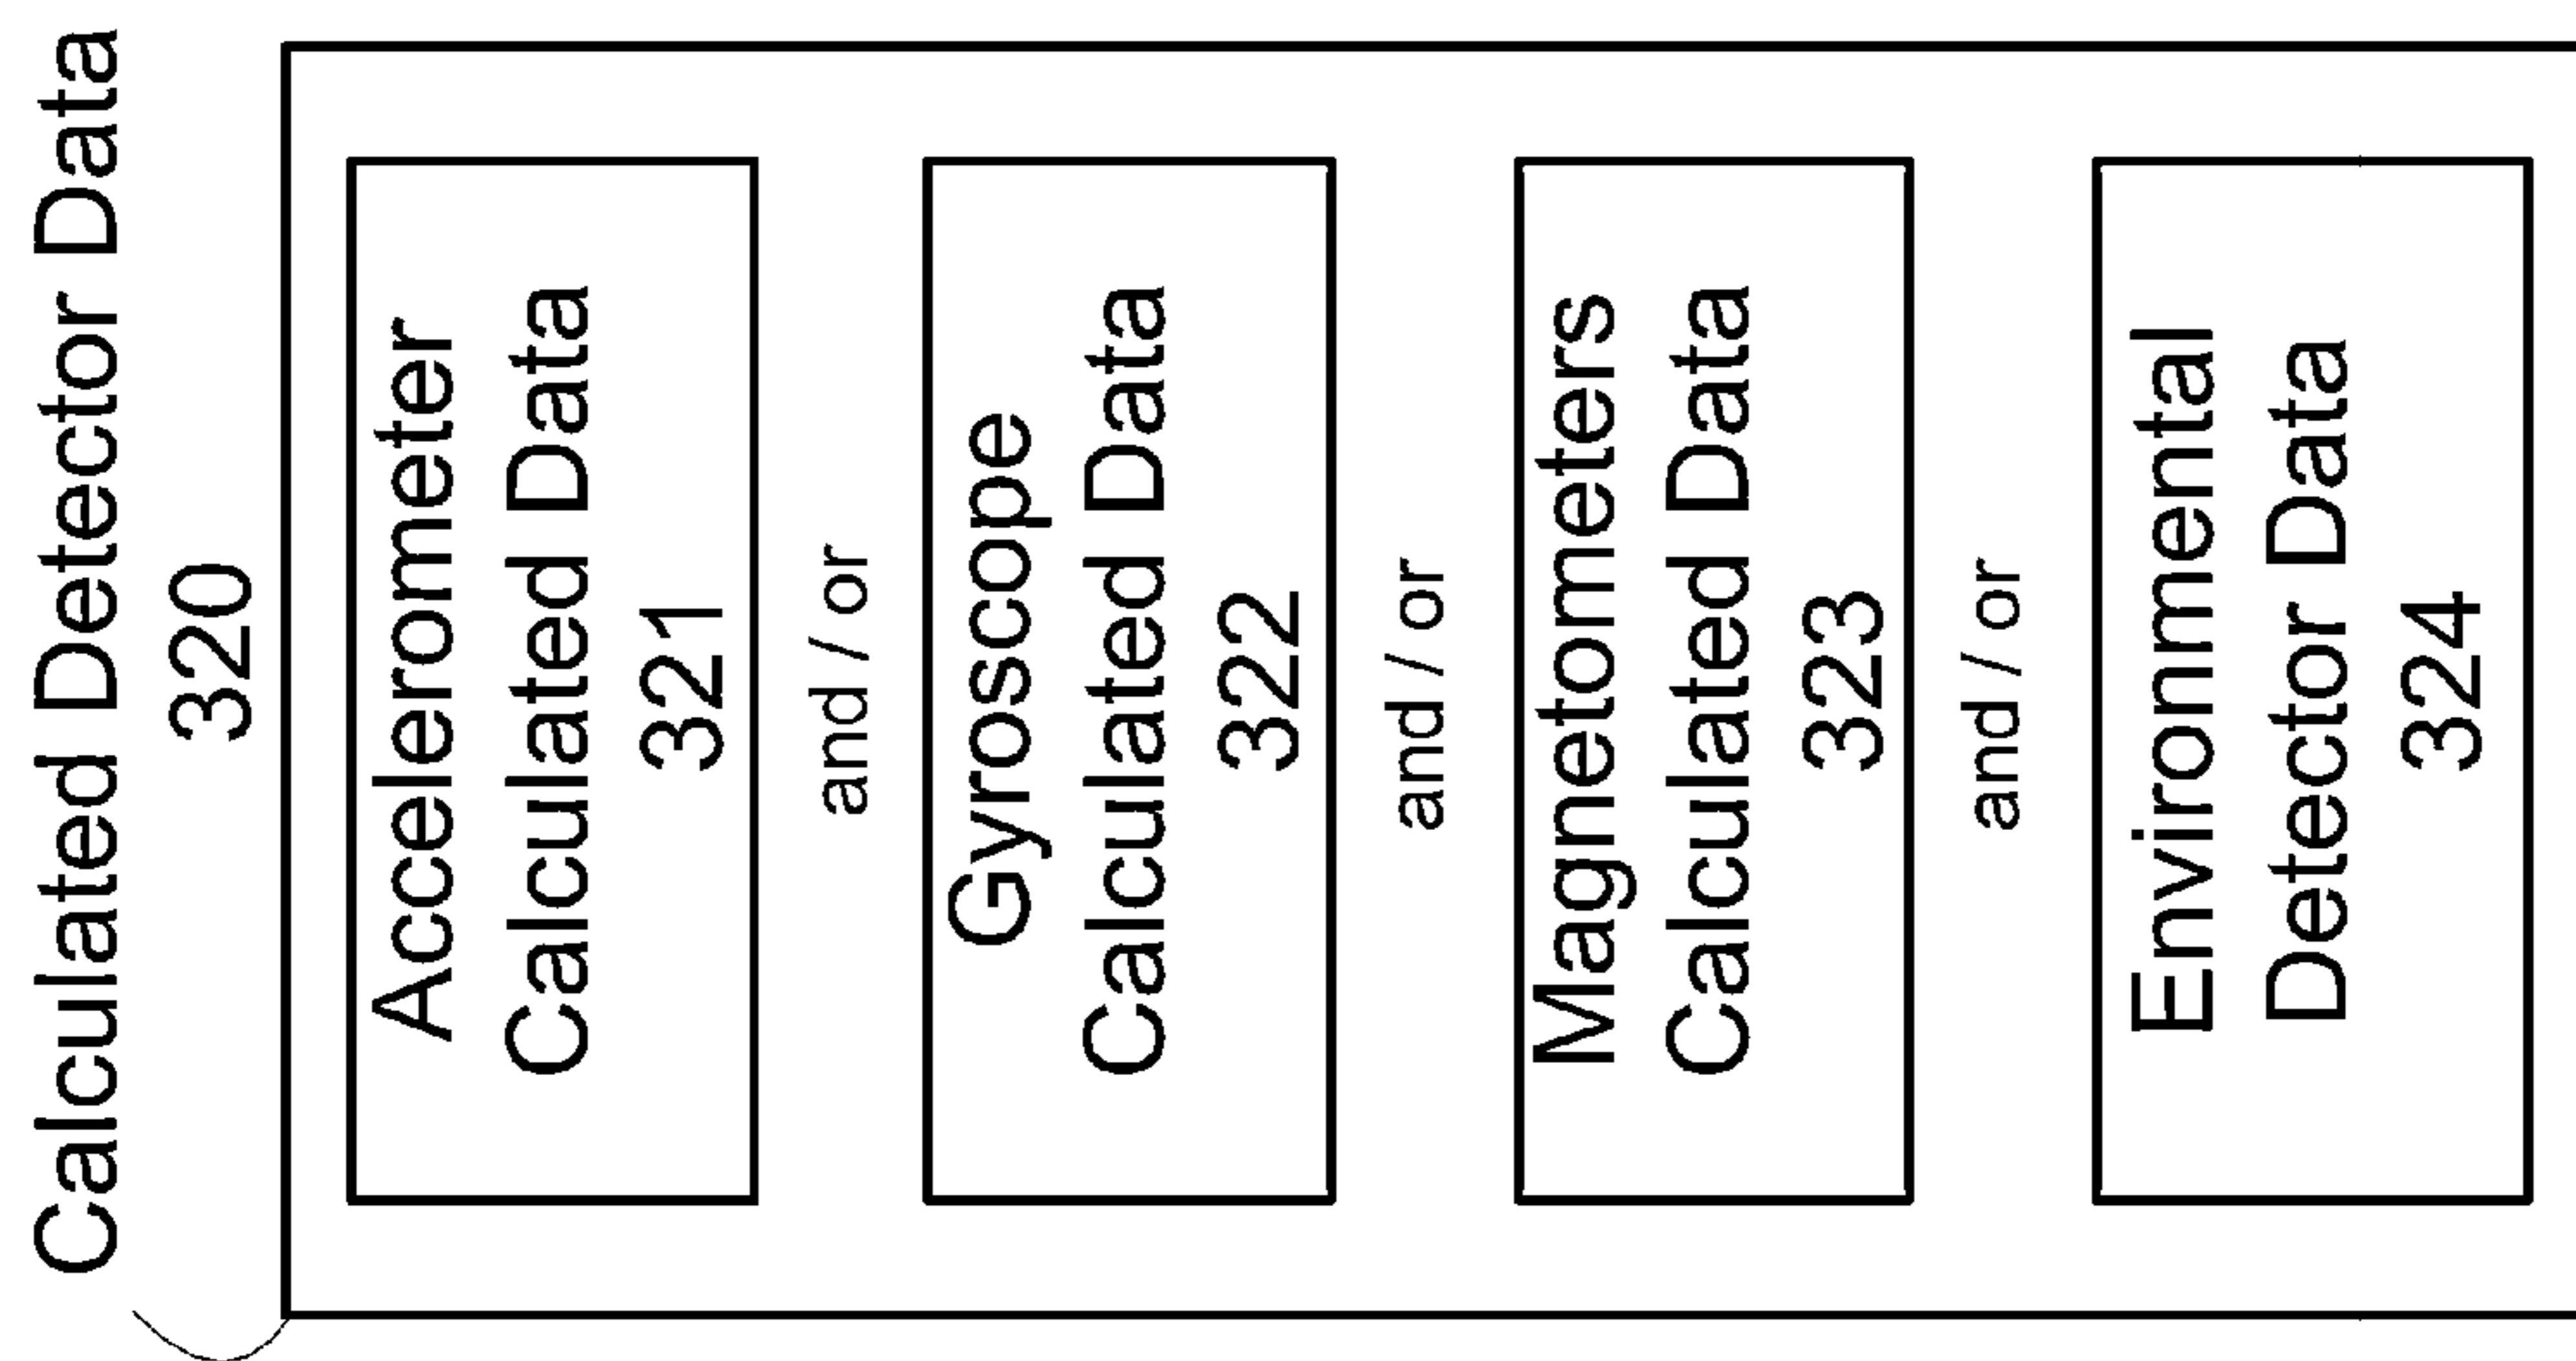 Calculated Detector Data
320
Accelerometer
Calculated Data
321
and / or
Gyroscope
Calculated Data
322
and / or
Magnetometers
Calculated Data
323
and / or
Environmental
Detector Data
324